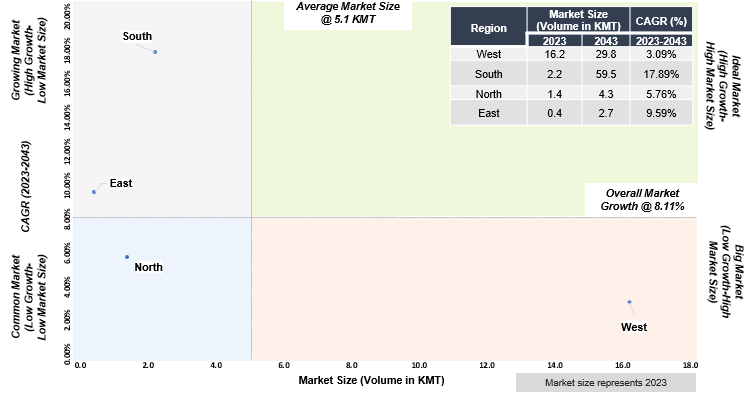 Average Market Size
@ 5.1 KMT
Region
Market Size
(Volume in KMT)
CAGR (%)
2023 2043 2023-2043
West 16.2 29.8 3.09%
South 2.2 59.5 17.89%
North 1.4 4.3 5.76%
East 0.4 2.7 9.59%
Growing Market
(High Growth-
Low Market Size)
CAGR (2023-2043)
Common Market
(Low Growth-
Low Market Size)
20.00%
18.00%
16.00%
14.00%
12.00%
10.00%
8.00%
6.00%
4.00%
2.00%
0.00%
South
East
North
West
Overall Market
Growth @ 8.11%
Ideal Market
(High Growth-
High Market Size)
Big Market
(Low Growth-High
Market Size)
0.0 2.0 4.0 6.0 8.0 10.0 12.0 14.0 16.0 18.0
Market Size (Volume in KMT)
Market size represents 2023